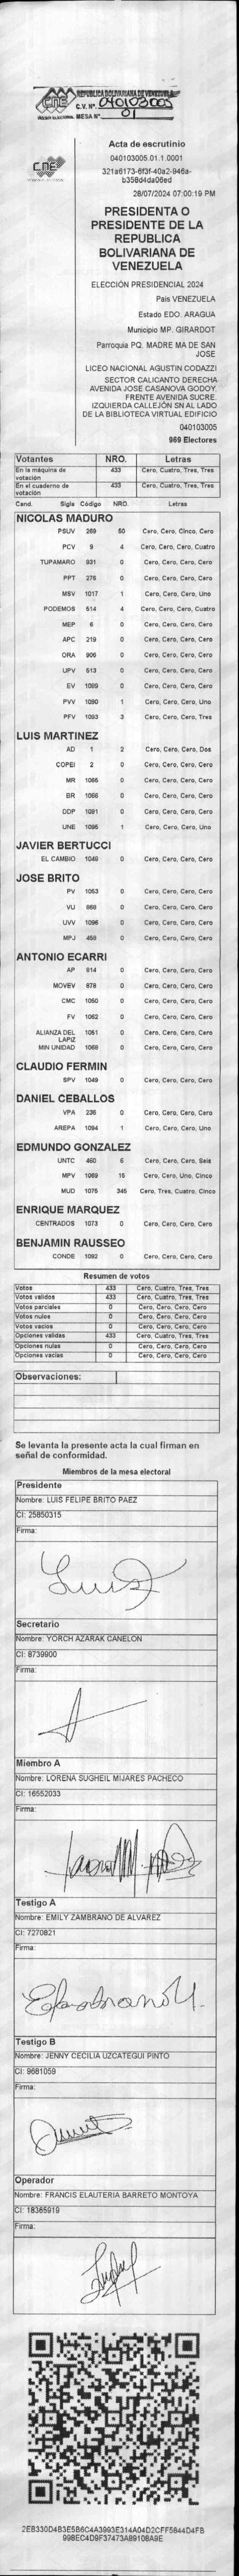 CNE
REPUBLICA BOLIVARIANA DE VENEZUELA
C.V. Nº. 040103005
MESA Nº 01
CNE
Acta de escrutinio
040103005.01.1.0001
321a6173-6f3f-40a2-946a-
b358d4da06ed
28/07/2024 07:00:19 PM
PRESIDENTA O
PRESIDENTE DE LA
REPUBLICA
BOLIVARIANA DE
VENEZUELA
ELECCIÓN PRESIDENCIAL 2024
Pais VENEZUELA
Estado EDO. ARAGUA
Municipio MP. GIRARDOT
Parroquia PQ. MADRE MA DE SAN
JOSE
LICEO NACIONAL AGUSTIN CODAZZI
SECTOR CALICANTO DERECHA
AVENIDA JOSE CASANOVA GODOY.
FRENTE AVENIDA SUCRE.
IZQUIERDA CALLEJÓN SN AL LADO
DE LA BIBLIOTECA VIRTUAL EDIFICIO
040103005
969 Electores
Votantes NRO. Letras
En la máquina de votación 433 Cero, Cuatro, Tres, Tres
En el cuaderno de votación 433 Cero, Cuatro, Tres, Tres
Cand. Sigla Código NRO. Letras
NICOLAS MADURO
PSUV 269 50 Cero, Cero, Cinco, Cero
PCV 9 4 Cero, Cero, Cero, Cuatro
TUPAMARO 931 0 Cero, Cero, Cero, Cero
PPT 276 0 Cero, Cero, Cero, Cero
MSV 1017 1 Cero, Cero, Cero, Uno
PODEMOS 514 4 Cero, Cero, Cero, Cuatro
MEP 6 0 Cero, Cero, Cero, Cero
APC 219 0 Cero, Cero, Cero, Cero
ORA 906 0 Cero, Cero, Cero, Cero
UPV 513 0 Cero, Cero, Cero, Cero
EV 1089 0 Cero, Cero, Cero, Cero
PVV 1090 1 Cero, Cero, Cero, Uno
PFV 1093 3 Cero, Cero, Cero, Tres
LUIS MARTINEZ
AD 1 2 Cero, Cero, Cero, Dos
COPEI 2 0 Cero, Cero, Cero, Cero
MR 1065 0 Cero, Cero, Cero, Cero
BR 1066 0 Cero, Cero, Cero, Cero
DDP 1091 0 Cero, Cero, Cero, Cero
UNE 1095 1 Cero, Cero, Cero, Uno
JAVIER BERTUCCI
EL CAMBIO 1048 0 Cero, Cero, Cero, Cero
JOSE BRITO
PV 1053 0 Cero, Cero, Cero, Cero
VU 868 0 Cero, Cero, Cero, Cero
UVV 1096 0 Cero, Cero, Cero, Cero
MPJ 458 0 Cero, Cero, Cero, Cero
ANTONIO ECARRI
AP 814 0 Cero, Cero, Cero, Cero
MOVEV 978 0 Cero, Cero, Cero, Cero
CMC 1050 0 Cero, Cero, Cero, Cero
FV 1062 0 Cero, Cero, Cero, Cero
ALIANZA DEL LAPIZ 1051 0 Cero, Cero, Cero, Cero
MIN UNIDAD 1068 0 Cero, Cero, Cero, Cero
CLAUDIO FERMIN
SPV 1049 0 Cero, Cero, Cero, Cero
DANIEL CEBALLOS
VPA 236 0 Cero, Cero, Cero, Cero
AREPA 1094 1 Cero, Cero, Cero, Uno
EDMUNDO GONZALEZ
UNTC 460 6 Cero, Cero, Cero, Seis
MPV 1069 15 Cero, Cero, Uno, Cinco
MUD 1075 345 Cero, Tres, Cuatro, Cinco
ENRIQUE MARQUEZ
CENTRADOS 1073 0 Cero, Cero, Cero, Cero
BENJAMIN RAUSSEO
CONDE 1092 0 Cero, Cero, Cero, Cero
Resumen de votos
Votos 433 Cero, Cuatro, Tres, Tres
Votos validos 433 Cero, Cuatro, Tres, Tres
Votos parciales 0 Cero, Cero, Cero, Cero
Votos nulos 0 Cero, Cero, Cero, Cero
Votos vacios 0 Cero, Cero, Cero, Cero
Opciones validas 433 Cero, Cuatro, Tres, Tres
Opciones nulas 0 Cero, Cero, Cero, Cero
Opciones vacias 0 Cero, Cero, Cero, Cero
Observaciones:
Se levanta la presente acta la cual firman en
señal de conformidad.
Miembros de la mesa electoral
Presidente
Nombre: LUIS FELIPE BRITO PAEZ
CI: 25850315
Firma:
Luis
Secretario
Nombre: YORCH AZARAK CANELON
CI: 8739900
Firma:
Miembro A
Nombre: LORENA SUGHEIL MIJARES PACHECO
CI: 16552033
Firma:
Testigo A
Nombre: EMILY ZAMBRANO DE ALVAREZ
CI: 7270821
Firma:
Testigo B
Nombre: JENNY CECILIA UZCATEGUI PINTO
CI: 9681059
Firma:
Operador
Nombre: FRANCIS ELAUTERIA BARRETO MONTOYA
CI: 18365919
Firma:
2EB330D4B3E5B6C4A3993E314A04D2CFF5844D4FB
998EC4D9F37473A89108A9E